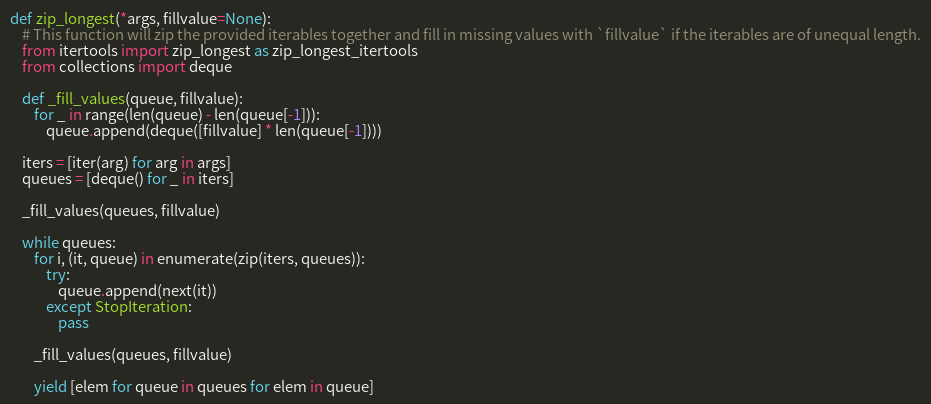 def zip_longest(*args, fillvalue=None):
    # This function will zip the provided iterables together and fill in missing values with `fillvalue` if the iterables are of unequal length.
    from itertools import zip_longest as zip_longest_itertools
    from collections import deque

    def _fill_values(queue, fillvalue):
        for _ in range(len(queue) - len(queue[-1])):
            queue.append(deque([fillvalue] * len(queue[-1])))

    iters = [iter(arg) for arg in args]
    queues = [deque() for _ in iters]

    _fill_values(queues, fillvalue)

    while queues:
        for i, (it, queue) in enumerate(zip(iters, queues)):
            try:
                queue.append(next(it))
            except StopIteration:
                pass

        _fill_values(queues, fillvalue)

        yield [elem for queue in queues for elem in queue]